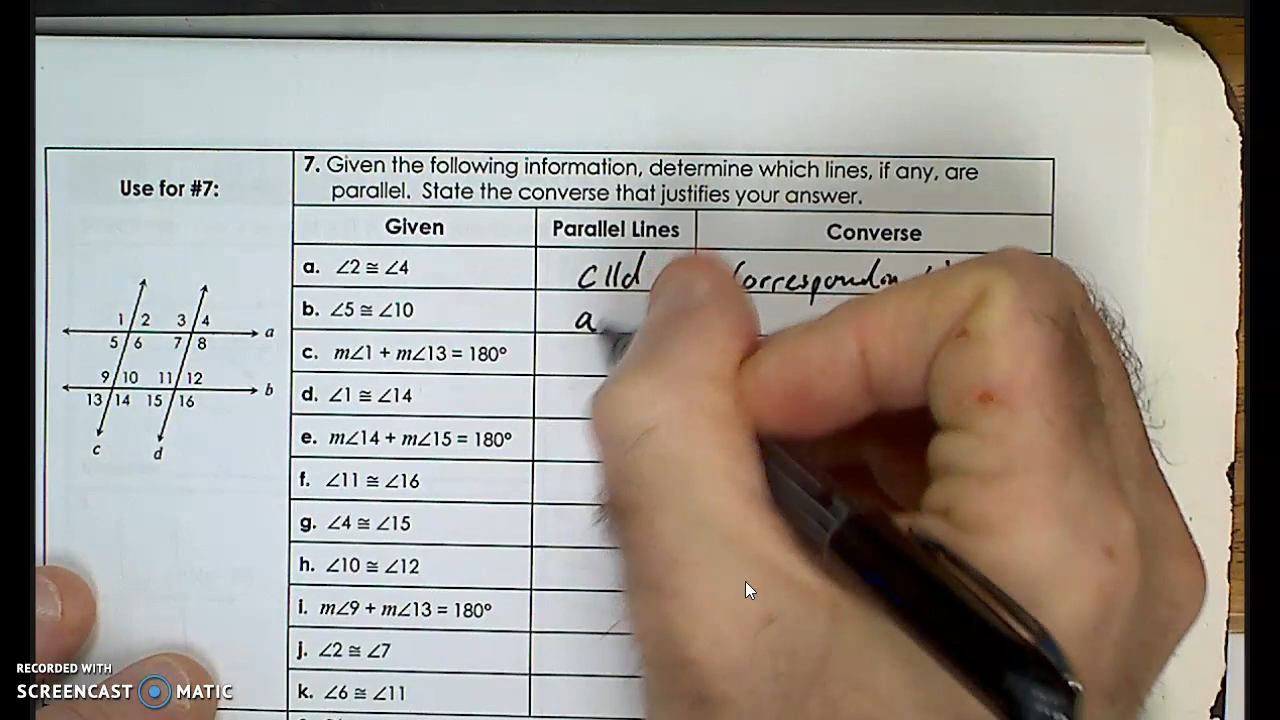 Use for #7:
7. Given the following information, determine which lines, if any, are
parallel. State the converse that justifies your answer.
Given Parallel Lines Converse
a. ∠2 ≅ ∠4 c||d
b. ∠5 ≅ ∠10 a
c. m∠1 + m∠13 = 180°
d. ∠1 ≅ ∠14
e. m∠14 + m∠15 = 180°
f. ∠11 ≅ ∠16
g. ∠4 ≅ ∠15
h. ∠10 ≅ ∠12
i. m∠9 + m∠13 = 180°
j. ∠2 ≅ ∠7
k. ∠6 ≅ ∠11
1 2 3 4 a
5 6 7 8
9 10 11 12 b
13 14 15 16
c d
RECORDED WITH
SCREENCAST MATIC